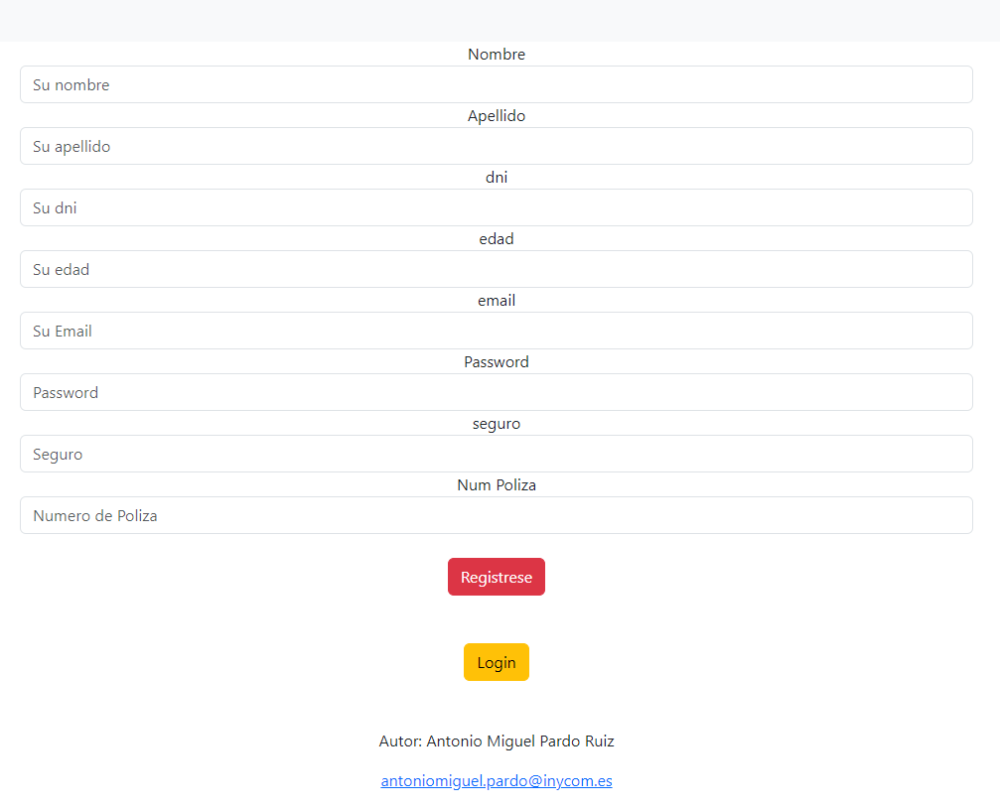 Nombre
Su nombre
Apellido
Su apellido
dni
Su dni
edad
Su edad
email
Su Email
Password
Password
seguro
Seguro
Num Poliza
Numero de Poliza
Registrese
Login
Autor: Antonio Miguel Pardo Ruiz
antoniomiguel.pardo@inycom.es